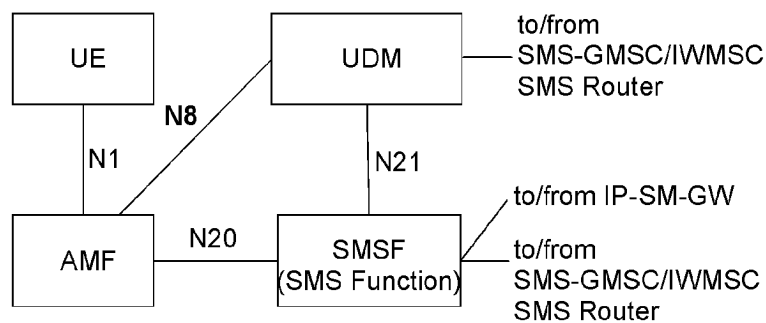 UE
UDM
to/from
SMS-GMSC/IWMSC
SMS Router
N8
N1
N21
AMF
N20
SMSF
(SMS Function)
to/from IP-SM-GW
to/from
SMS-GMSC/IWMSC
SMS Router